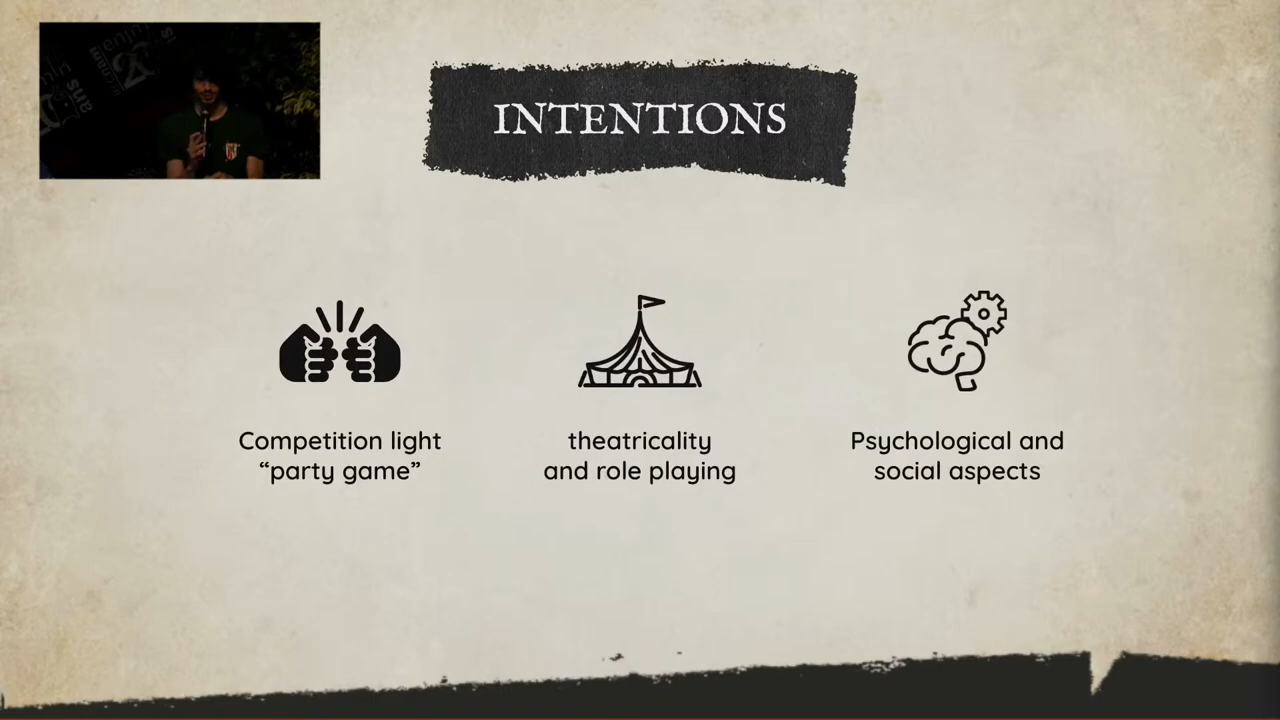 INTENTIONS
Competition light
“party game”
theatricality
and role playing
Psychological and
social aspects